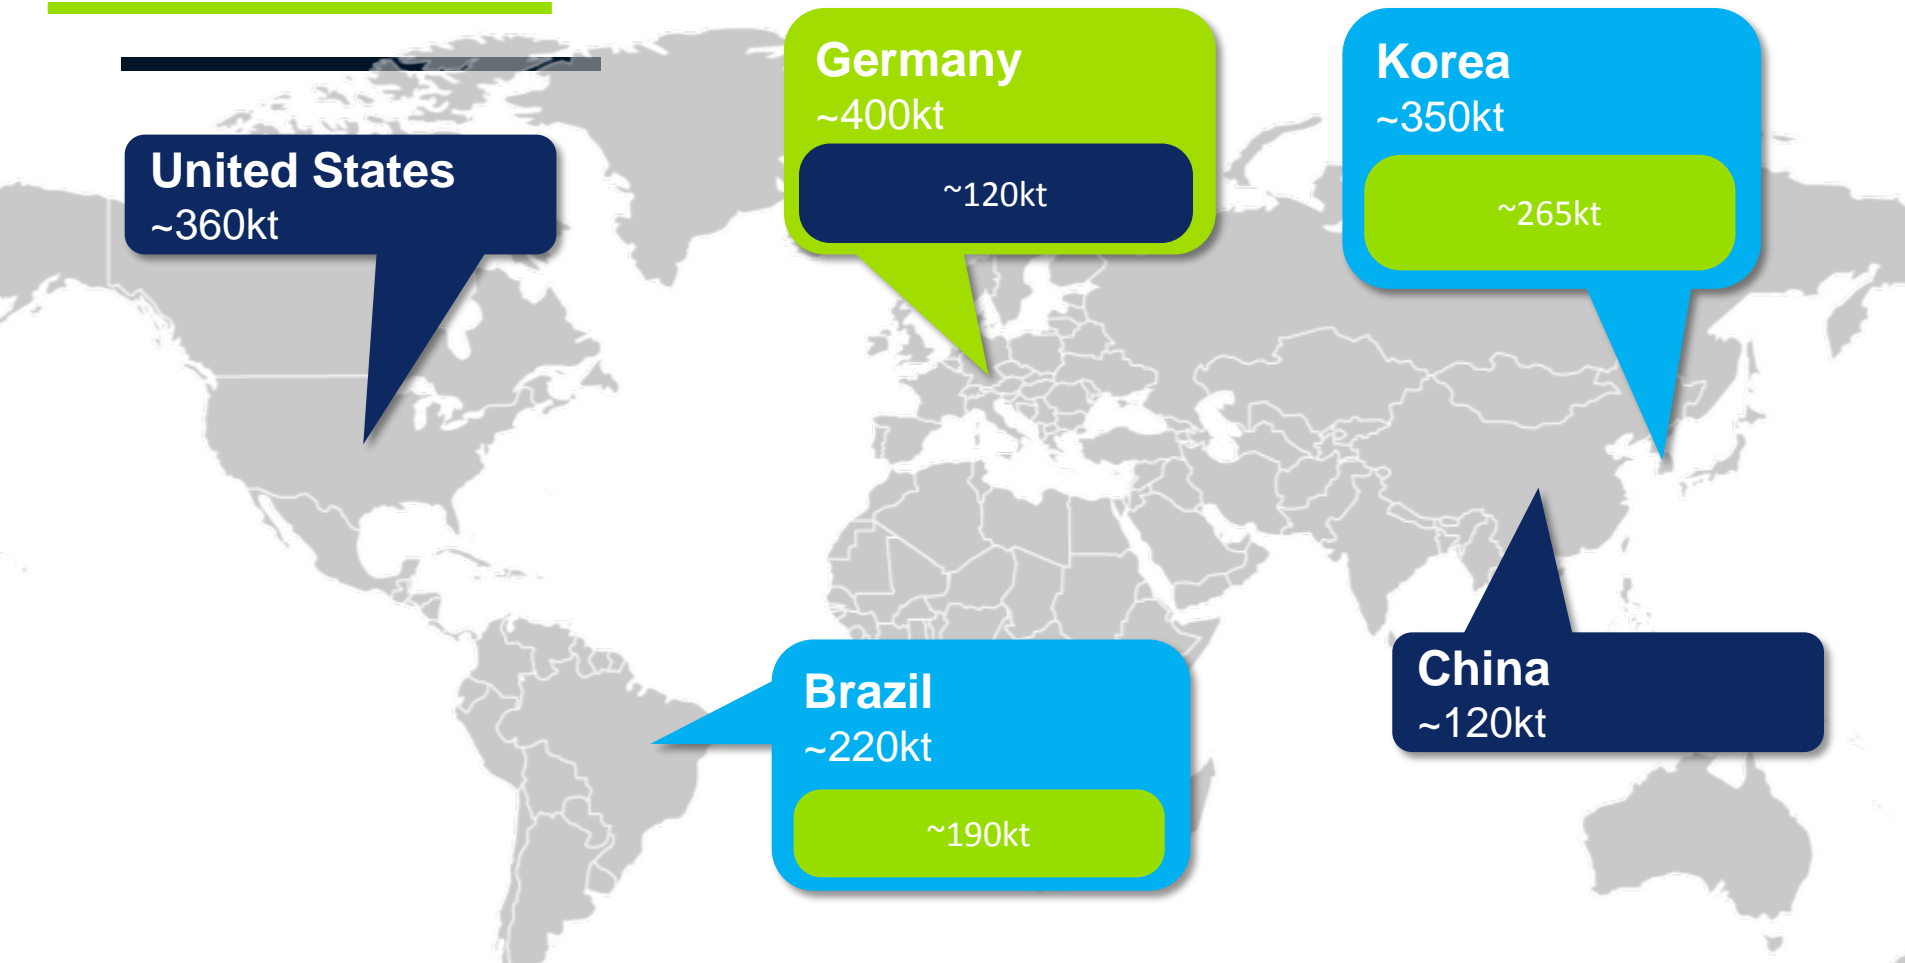 Germany
~400kt
~120kt
Korea
~350kt
~265kt
United States
~360kt
Brazil
~220kt
~190kt
China
~120kt